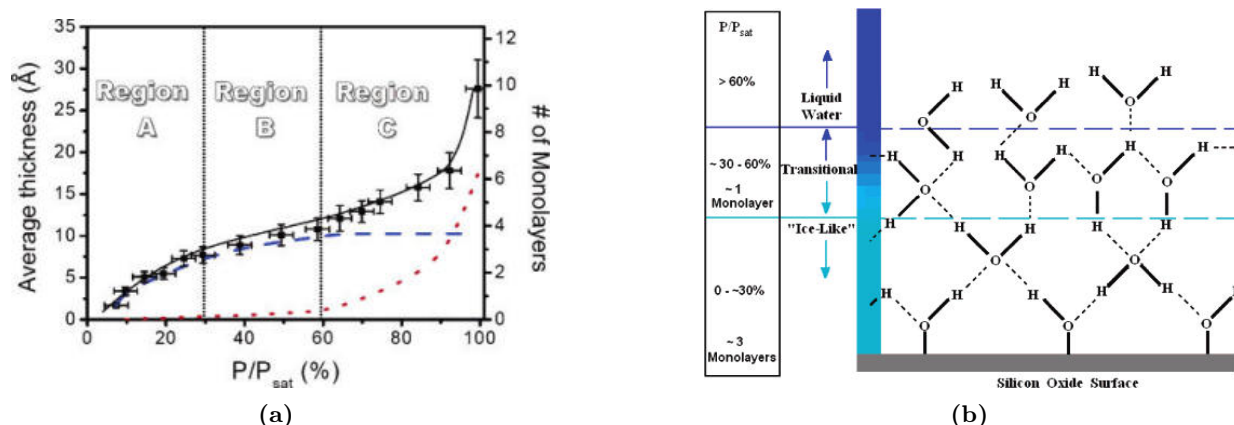 35
30
25
20
15
10
5
0
Average thickness (Å)
Region
A
Region
B
Region
C
12
10
8
6
4
2
0
# of Monolayers
0 20 40 60 80 100
P/Psat (%)
(a)
P/Psat
> 60%
~ 30 - 60%
~ 1
Monolayer
0 - ~30%
~ 3
Monolayers
Liquid
Water
Transitional
"Ice-Like"
H H H H H
O O O
H H H H H H
O O O O
H H H H H
O O
H H H H H H
O O O
Silicon Oxide Surface
(b)